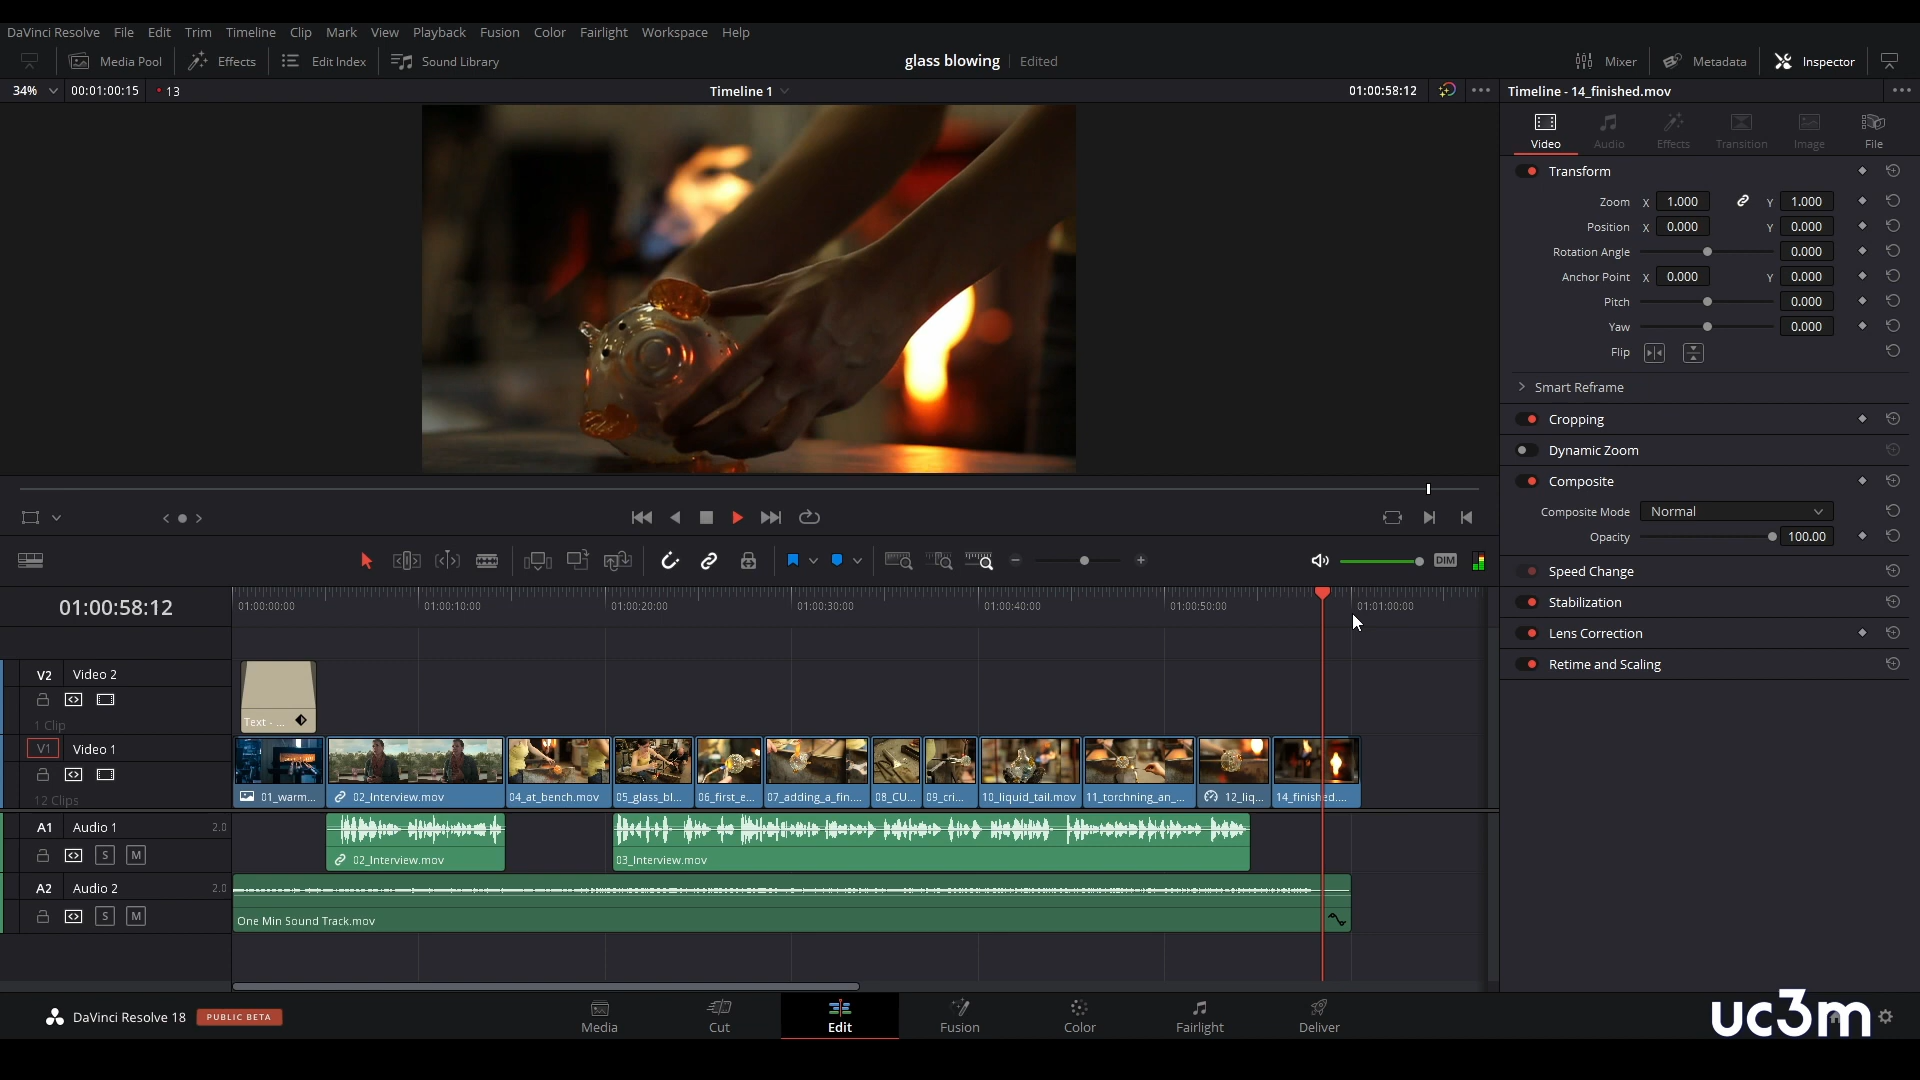 DaVinci Resolve File Edit Trim Timeline Clip Mark View Playback Fusion Color Fairlight Workspace Help
Media Pool Effects Edit Index Sound Library glass blowing Edited Mixer Metadata Inspector
34% 00:01:00:15 13 Timeline 1 01:00:58:12 Timeline - 14_finished.mov
Video Audio Effects Transition Image File
Transform
Zoom X 1.000 Y 1.000
Position X 0.000 Y 0.000
Rotation Angle 0.000
Anchor Point X 0.000 Y 0.000
Pitch 0.000
Yaw 0.000
Flip
Smart Reframe
Cropping
Dynamic Zoom
Composite
Composite Mode Normal
Opacity 100.00
Speed Change
Stabilization
Lens Correction
Retime and Scaling
DIM
01:00:58:12 01:00:00:00 01:00:10:00 01:00:20:00 01:00:30:00 01:00:40:00 01:00:50:00 01:01:00:00
V2 Video 2
1 Clip Text - ...
V1 Video 1
12 Clips 01_warm... 02_Interview.mov 04_at_bench.mov 05_glass_bl... 06_first_e... 07_adding_a_fin.... 08_CU... 09_cri... 10_liquid_tail.mov 11_torchning_an_... 12_liq... 14_finished....
A1 Audio 1 2.0
S M 02_Interview.mov 03_Interview.mov
A2 Audio 2 2.0
S M One Min Sound Track.mov
DaVinci Resolve 18 PUBLIC BETA Media Cut Edit Fusion Color Fairlight Deliver
uc3m